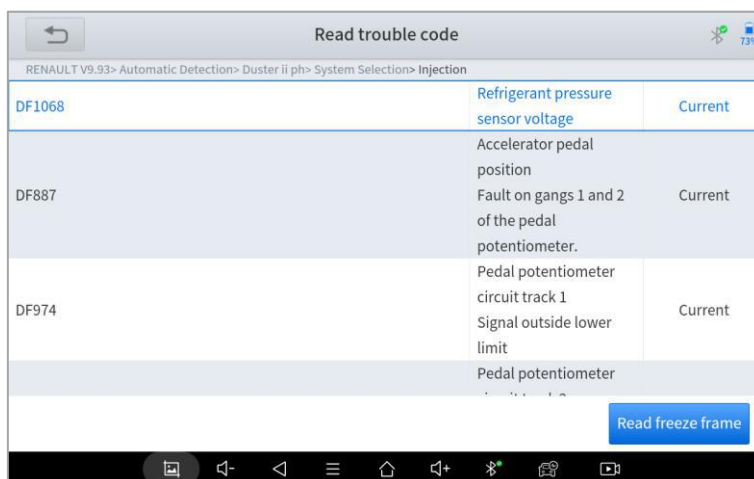 Read trouble code
73%
RENAULT V9.93> Automatic Detection> Duster ii ph> System Selection> Injection
DF1068
Refrigerant pressure
sensor voltage
Current
DF887
Accelerator pedal
position
Fault on gangs 1 and 2
of the pedal
potentiometer.
Current
DF974
Pedal potentiometer
circuit track 1
Signal outside lower
limit
Current
Pedal potentiometer
Read freeze frame